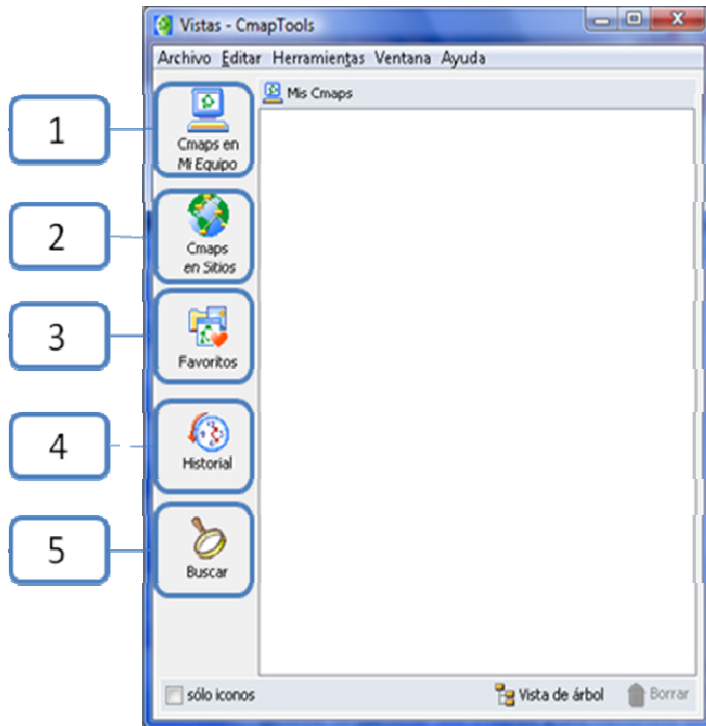 Vistas - CmapTools
Archivo Editar Herramientas Ventana Ayuda
Mis Cmaps
1
Cmaps en
Mi Equipo
2
Cmaps
en Sitios
3
Favoritos
4
Historial
5
Buscar
sólo iconos
Vista de árbol
Borrar